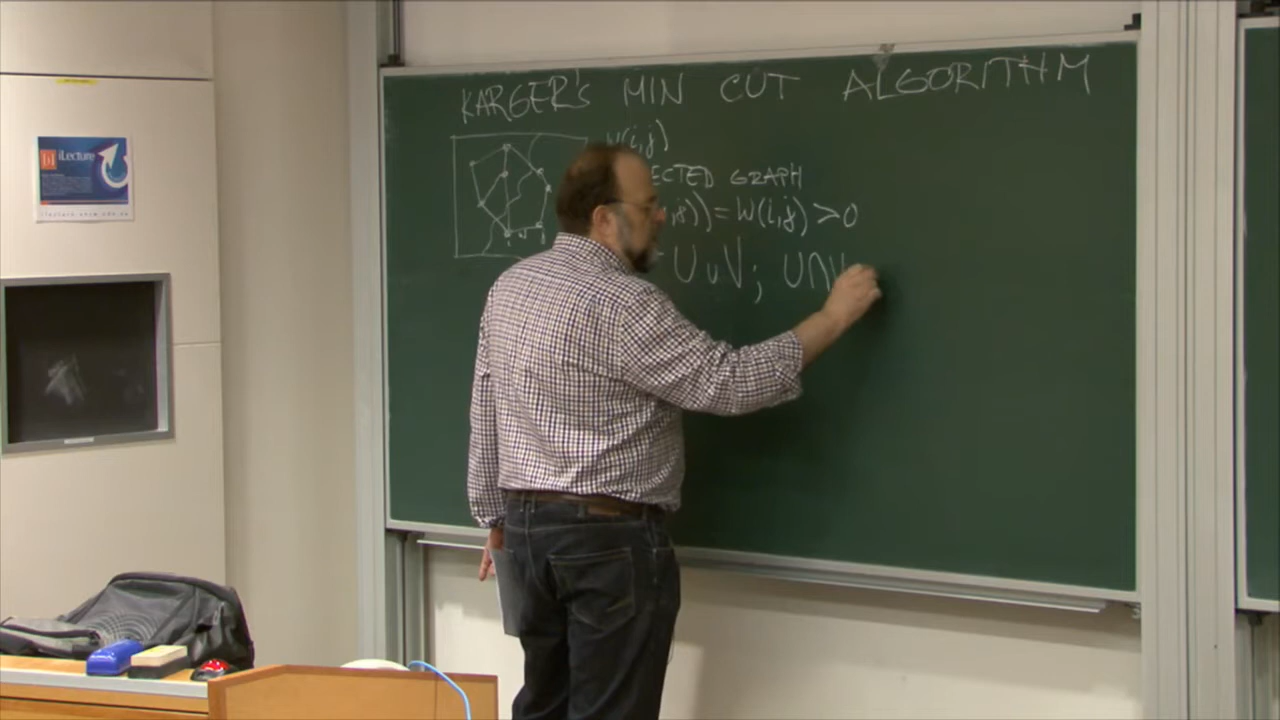 KARGER'S MIN CUT ALGORITHM
W(i,j)
ECTED GRAPH
,j)) = W(i,j) > 0
U ∪ V; U ∩ V
iLecture